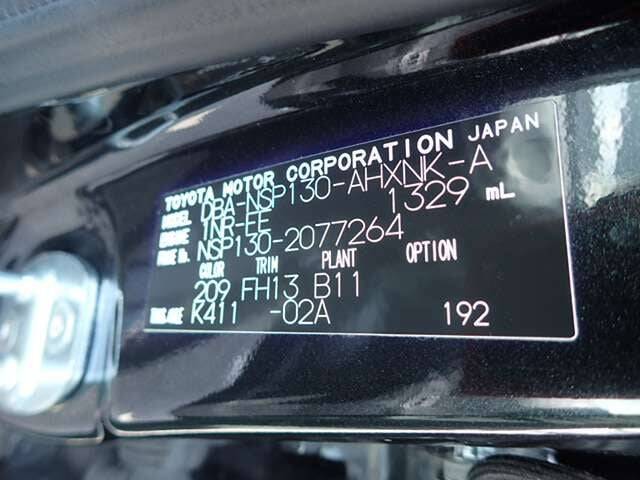 TOYOTA MOTOR CORPORATION JAPAN
MODEL DBA-NSP130-AHXNK-A
ENGINE 1NR-FE 1329 mL
FRAME No. NSP130-2077264
COLOR TRIM PLANT OPTION
209 FH13 B11
TRANS./AXLE K411 -02A 192